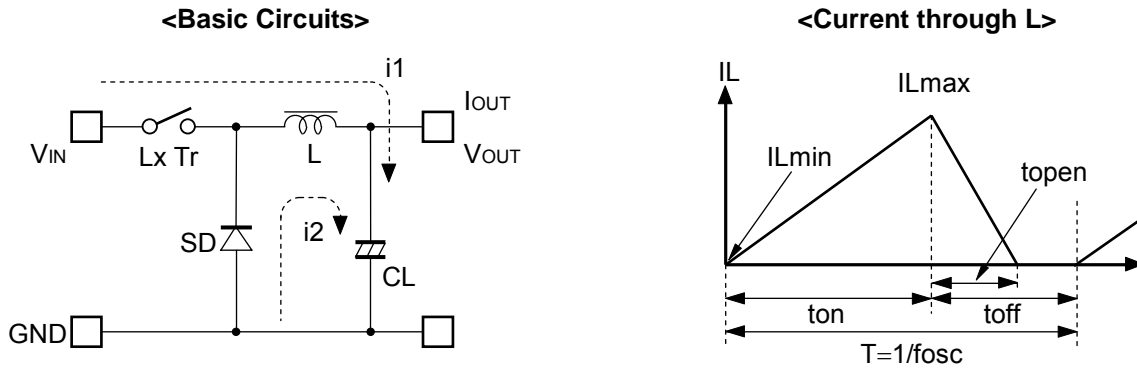 <Basic Circuits>
i1
IOUT
VIN
Lx Tr
L
VOUT
SD
i2
CL
GND
<Current through L>
IL
ILmax
ILmin
topen
ton
toff
T=1/fosc